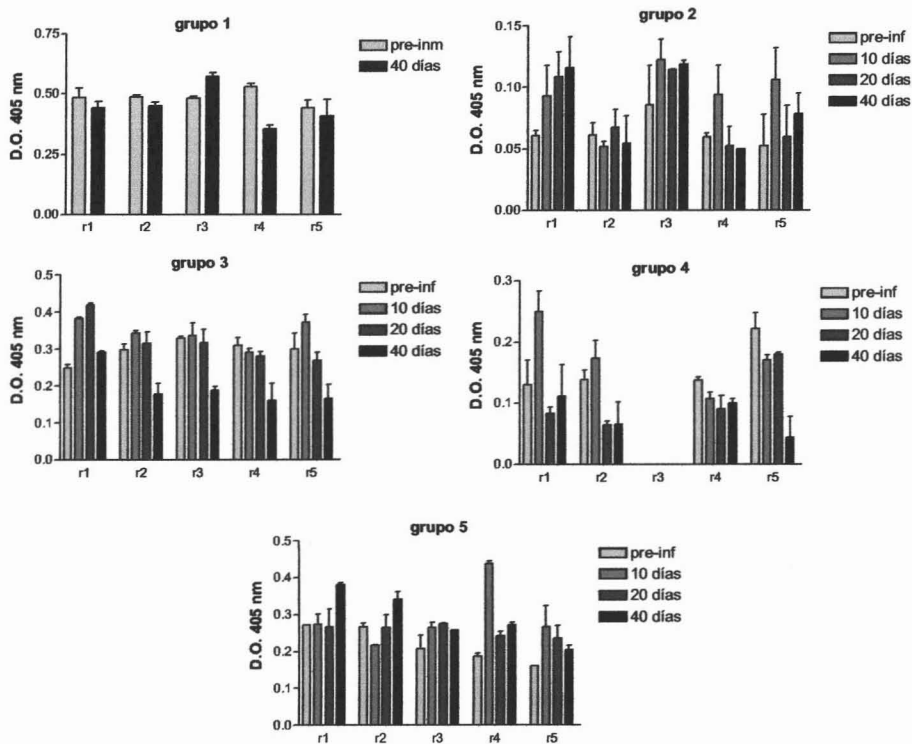 grupo 1
D.O. 405 nm
0.75
0.50
0.25
0.00
r1 r2 r3 r4 r5
pre-inm
40 días
grupo 2
D.O. 405 nm
0.15
0.10
0.05
0.00
r1 r2 r3 r4 r5
pre-inf
10 días
20 días
40 días
grupo 3
D.O. 405 nm
0.5
0.4
0.3
0.2
0.1
0.0
r1 r2 r3 r4 r5
pre-inf
10 días
20 días
40 días
grupo 4
D.O. 405 nm
0.3
0.2
0.1
0.0
r1 r2 r3 r4 r5
pre-inf
10 días
20 días
40 días
grupo 5
D.O. 405 nm
0.5
0.4
0.3
0.2
0.1
0.0
r1 r2 r3 r4 r5
pre-inf
10 días
20 días
40 días